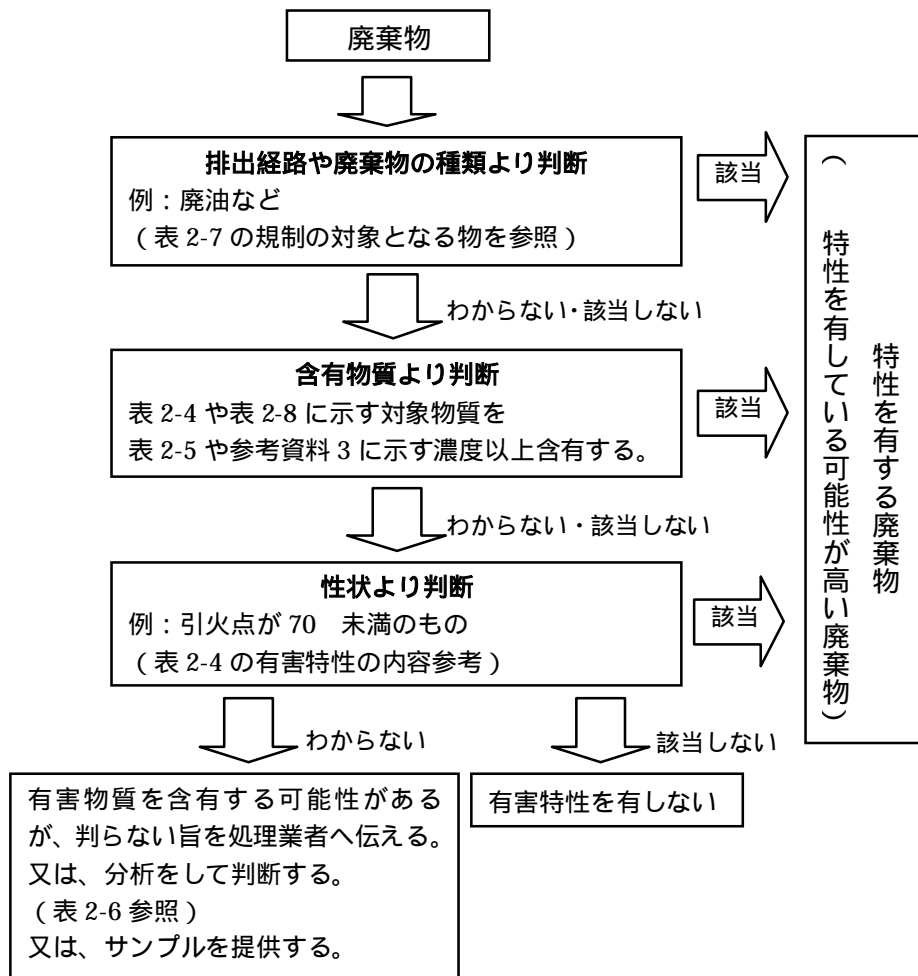 廃棄物
排出経路や廃棄物の種類より判断
例：廃油など
（表 2-7 の規制の対象となる物を参照）
該当
わからない・該当しない
含有物質より判断
表 2-4 や表 2-8 に示す対象物質を
表 2-5 や参考資料 3 に示す濃度以上含有する。
該当
わからない・該当しない
性状より判断
例：引火点が 70　未満のもの
（表 2-4 の有害特性の内容参考）
該当
特性を有する廃棄物
（　特性を有している可能性が高い廃棄物）
わからない
該当しない
有害物質を含有する可能性がある
が、判らない旨を処理業者へ伝える。
又は、分析をして判断する。
（表 2-6 参照）
又は、サンプルを提供する。
有害特性を有しない